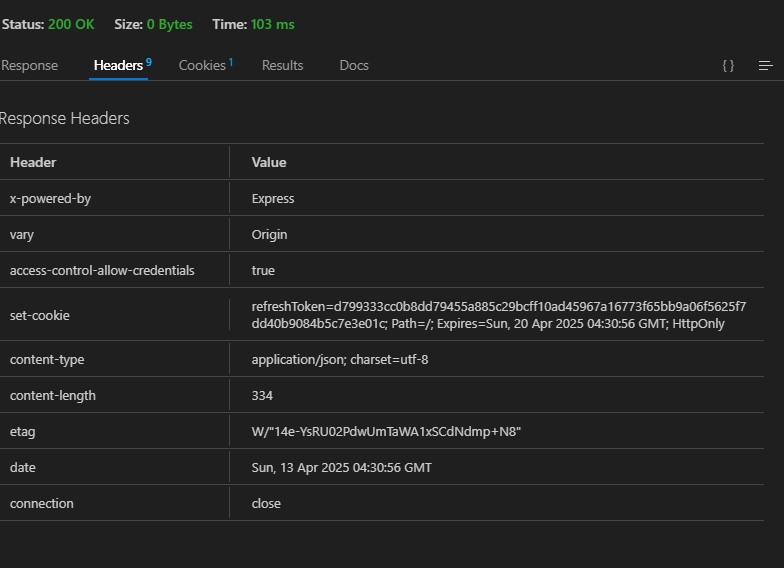 Status: 200 OK Size: 0 Bytes Time: 103 ms
Response Headers 9 Cookies 1 Results Docs { }
Response Headers
Header Value
x-powered-by Express
vary Origin
access-control-allow-credentials true
set-cookie refreshToken=d799333cc0b8dd79455a885c29bcff10ad45967a16773f65bb9a06f5625f7
dd40b9084b5c7e3e01c; Path=/; Expires=Sun, 20 Apr 2025 04:30:56 GMT; HttpOnly
content-type application/json; charset=utf-8
content-length 334
etag W/"14e-YsRU02PdwUmTaWA1xSCdNdmp+N8"
date Sun, 13 Apr 2025 04:30:56 GMT
connection close